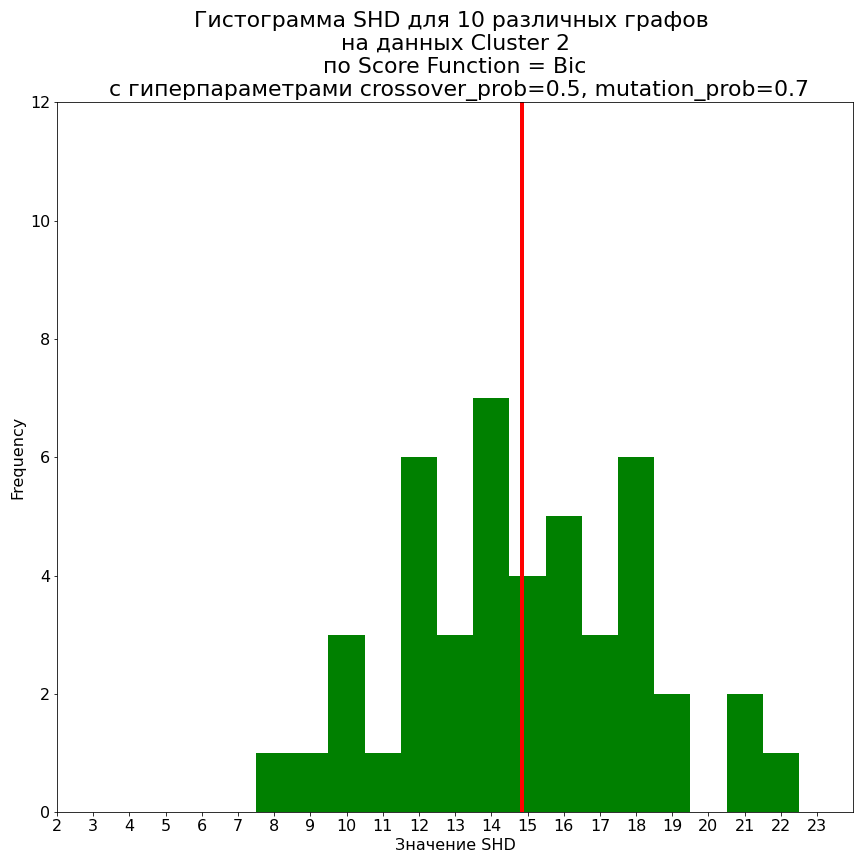 Гистограмма SHD для 10 различных графов
на данных Cluster 2
по Score Function = Bic
с гиперпараметрами crossover_prob=0.5, mutation_prob=0.7
12
10
8
6
4
2
0
Frequency
2 3 4 5 6 7 8 9 10 11 12 13 14 15 16 17 18 19 20 21 22 23
Значение SHD